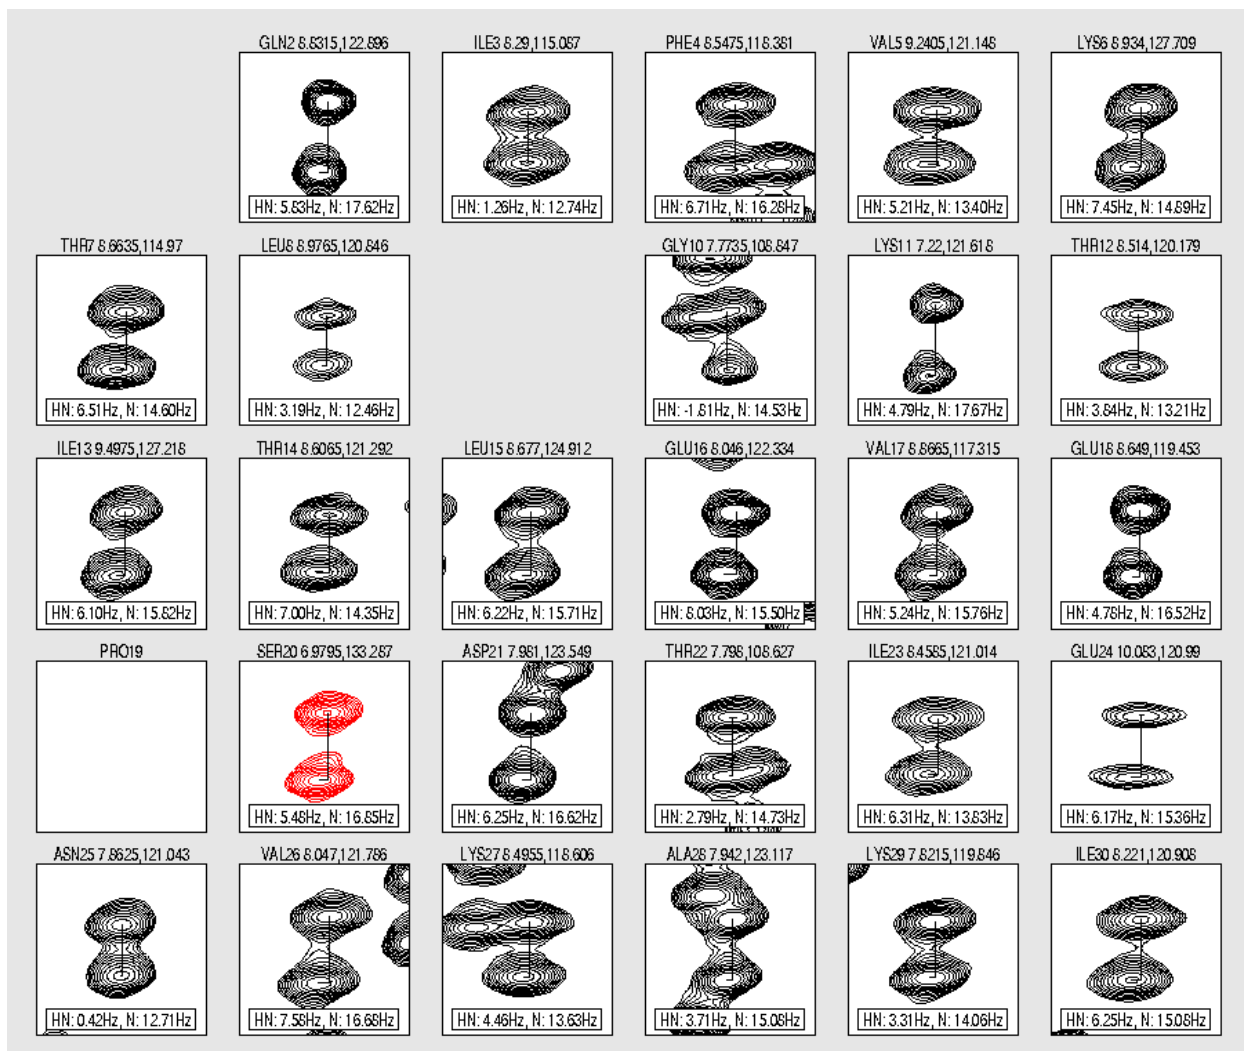 GLN2 8.8315,122.896
ILE3 8.29,115.087
PHE4 8.5475,118.381
VAL5 9.2405,121.148
LYS6 8.934,127.709
HN: 5.83Hz, N: 17.62Hz
HN: 1.26Hz, N: 12.74Hz
HN: 6.71Hz, N: 16.28Hz
HN: 5.21Hz, N: 13.40Hz
HN: 7.45Hz, N: 14.89Hz
THR7 8.6635,114.97
LEU8 8.9765,120.846
GLY10 7.7735,108.847
LYS11 7.22,121.618
THR12 8.514,120.179
HN: 6.51Hz, N: 14.60Hz
HN: 3.19Hz, N: 12.46Hz
HN: -1.81Hz, N: 14.53Hz
HN: 4.79Hz, N: 17.67Hz
HN: 3.84Hz, N: 13.21Hz
ILE13 9.4975,127.218
THR14 8.6065,121.292
LEU15 8.677,124.912
GLU16 8.046,122.334
VAL17 8.8665,117.315
GLU18 8.649,119.453
HN: 6.10Hz, N: 15.82Hz
HN: 7.00Hz, N: 14.35Hz
HN: 6.22Hz, N: 15.71Hz
HN: 8.03Hz, N: 15.50Hz
HN: 5.24Hz, N: 15.76Hz
HN: 4.78Hz, N: 16.52Hz
PRO19
SER20 6.9795,133.287
ASP21 7.981,123.549
THR22 7.798,108.627
ILE23 8.4585,121.014
GLU24 10.083,120.99
HN: 5.48Hz, N: 16.85Hz
HN: 6.25Hz, N: 16.62Hz
HN: 2.79Hz, N: 14.73Hz
HN: 6.31Hz, N: 13.83Hz
HN: 6.17Hz, N: 15.36Hz
ASN25 7.8625,121.043
VAL26 8.047,121.786
LYS27 8.4955,118.606
ALA28 7.942,123.117
LYS29 7.8215,119.846
ILE30 8.221,120.908
HN: 0.42Hz, N: 12.71Hz
HN: 7.58Hz, N: 16.68Hz
HN: 4.46Hz, N: 13.63Hz
HN: 3.71Hz, N: 15.08Hz
HN: 3.31Hz, N: 14.06Hz
HN: 6.25Hz, N: 15.08Hz